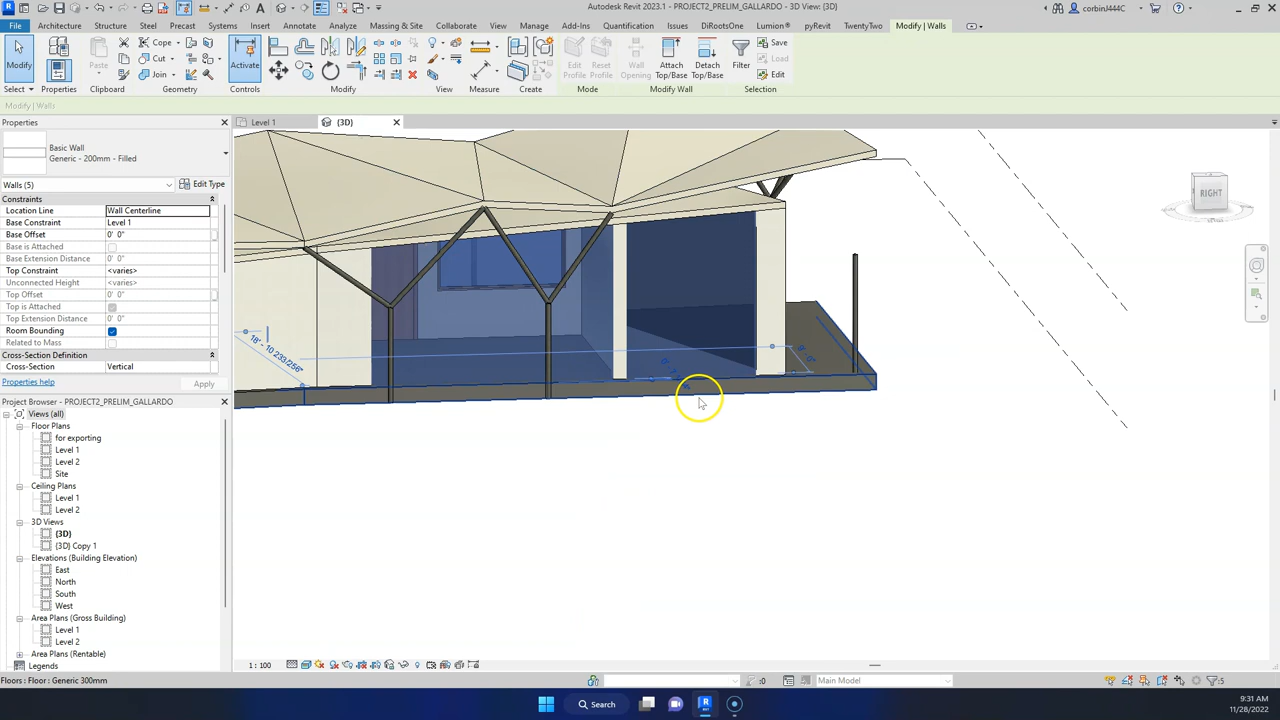 Autodesk Revit 2023.1 - PROJECT2_PRELIM_GALLARDO - 3D View: {3D}
corbinJ444C
File
Architecture
Structure
Steel
Precast
Systems
Insert
Annotate
Analyze
Massing & Site
Collaborate
View
Manage
Add-Ins
Quantification
Issues
DiRootsOne
Lumion®
pyRevit
TwentyTwo
Modify | Walls
Modify
Select
Properties
Paste
Clipboard
Cope
Cut
Join
Geometry
Activate
Controls
Modify
View
Measure
Create
Edit Profile
Reset Profile
Mode
Wall Opening
Attach Top/Base
Detach Top/Base
Modify Wall
Filter
Save
Load
Edit
Selection
Modify | Walls
Properties
Level 1
{3D}
Basic Wall
Generic - 200mm - Filled
Walls (5)
Edit Type
Constraints
Location Line Wall Centerline
Base Constraint Level 1
Base Offset 0' 0"
Base is Attached
Base Extension Distance 0' 0"
Top Constraint <varies>
Unconnected Height <varies>
Top Offset 0' 0"
Top is Attached
Top Extension Distance 0' 0"
Room Bounding
Related to Mass
Cross-Section Definition
Cross-Section Vertical
Properties help
Apply
Project Browser - PROJECT2_PRELIM_GALLARDO
Views (all)
Floor Plans
for exporting
Level 1
Level 2
Site
Ceiling Plans
Level 1
Level 2
3D Views
{3D}
{3D} Copy 1
Elevations (Building Elevation)
East
North
South
West
Area Plans (Gross Building)
Level 1
Level 2
Area Plans (Rentable)
Legends
RIGHT
18' - 10 233/256"
1 : 100
Floors : Floor : Generic 300mm
:0
Main Model
:5
Search
9:31 AM
11/28/2022